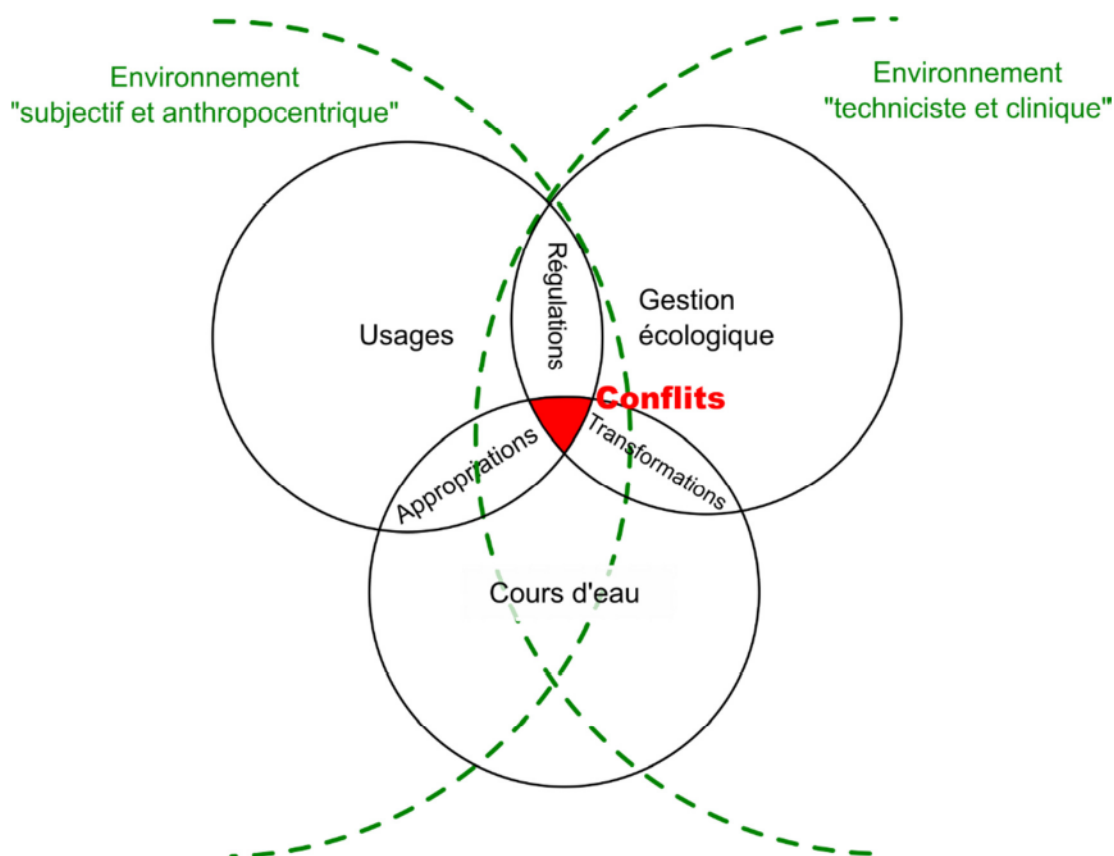 Environnement
"subjectif et anthropocentrique"
Environnement
"techniciste et clinique"
Régulations
Usages
Gestion
écologique
Conflits
Appropriations
Transformations
Cours d'eau